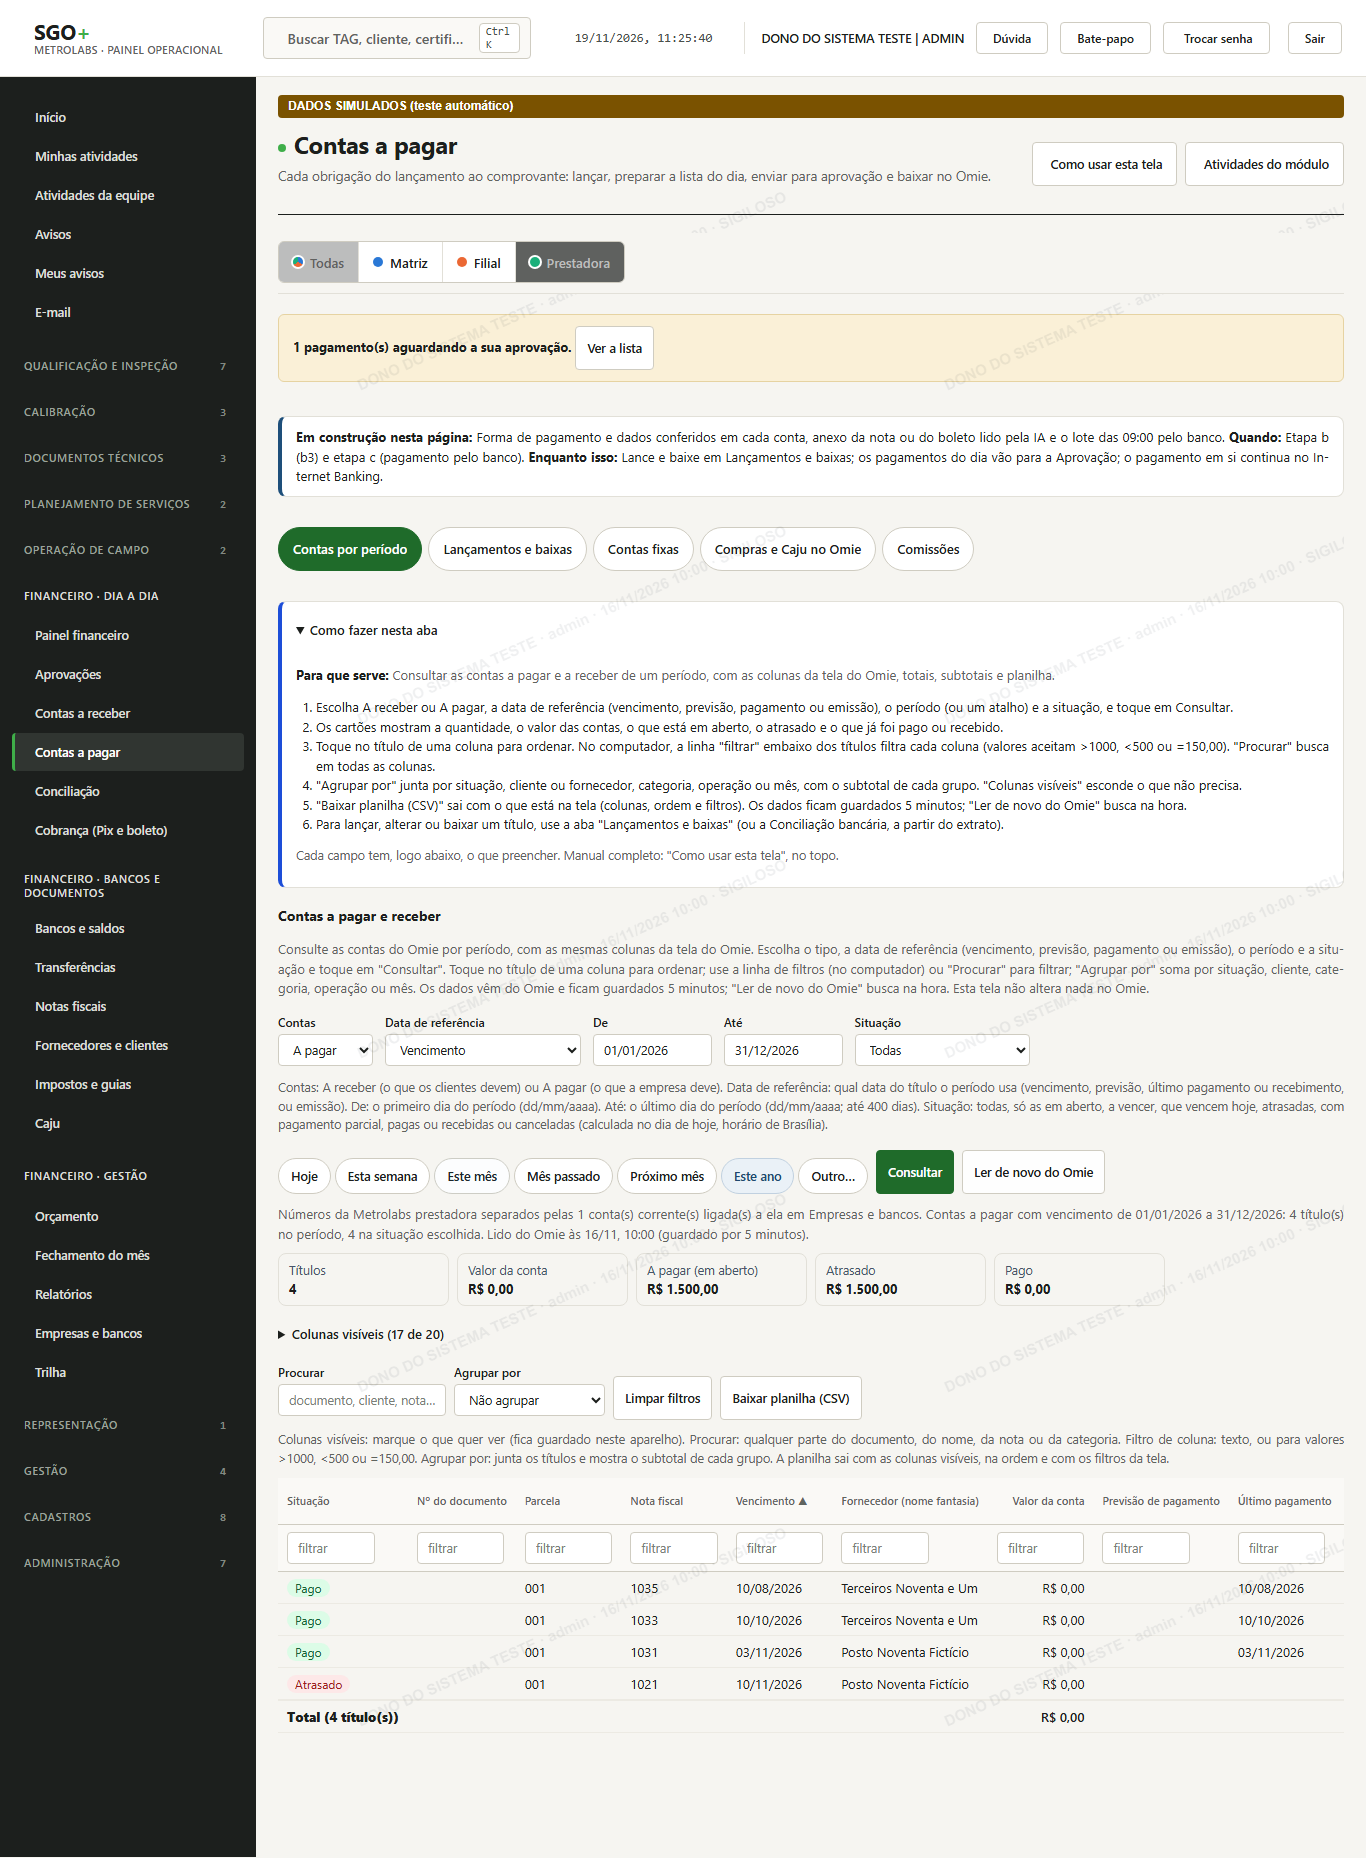 SGO+
METROLABS · PAINEL OPERACIONAL
Buscar TAG, cliente, certifi...
Ctrl K
19/11/2026, 11:25:40
DONO DO SISTEMA TESTE | ADMIN
Dúvida
Bate-papo
Trocar senha
Sair
Início
Minhas atividades
Atividades da equipe
Avisos
Meus avisos
E-mail
QUALIFICAÇÃO E INSPEÇÃO 7
CALIBRAÇÃO 3
DOCUMENTOS TÉCNICOS 3
PLANEJAMENTO DE SERVIÇOS 2
OPERAÇÃO DE CAMPO 2
FINANCEIRO · DIA A DIA
Painel financeiro
Aprovações
Contas a receber
Contas a pagar
Conciliação
Cobrança (Pix e boleto)
FINANCEIRO · BANCOS E
DOCUMENTOS
Bancos e saldos
Transferências
Notas fiscais
Fornecedores e clientes
Impostos e guias
Caju
FINANCEIRO · GESTÃO
Orçamento
Fechamento do mês
Relatórios
Empresas e bancos
Trilha
REPRESENTAÇÃO 1
GESTÃO 4
CADASTROS 8
ADMINISTRAÇÃO 7
DADOS SIMULADOS (teste automático)
Contas a pagar
Cada obrigação do lançamento ao comprovante: lançar, preparar a lista do dia, enviar para aprovação e baixar no Omie.
Como usar esta tela
Atividades do módulo
Todas
Matriz
Filial
Prestadora
1 pagamento(s) aguardando a sua aprovação.
Ver a lista
Em construção nesta página: Forma de pagamento e dados conferidos em cada conta, anexo da nota ou do boleto lido pela IA e o lote das 09:00 pelo banco. Quando: Etapa b
(b3) e etapa c (pagamento pelo banco). Enquanto isso: Lance e baixe em Lançamentos e baixas; os pagamentos do dia vão para a Aprovação; o pagamento em si continua no In-
ternet Banking.
Contas por período
Lançamentos e baixas
Contas fixas
Compras e Caju no Omie
Comissões
▼ Como fazer nesta aba
Para que serve: Consultar as contas a pagar e a receber de um período, com as colunas da tela do Omie, totais, subtotais e planilha.
1. Escolha A receber ou A pagar, a data de referência (vencimento, previsão, pagamento ou emissão), o período (ou um atalho) e a situação, e toque em Consultar.
2. Os cartões mostram a quantidade, o valor das contas, o que está em aberto, o atrasado e o que já foi pago ou recebido.
3. Toque no título de uma coluna para ordenar. No computador, a linha "filtrar" embaixo dos títulos filtra cada coluna (valores aceitam >1000, <500 ou =150,00). "Procurar" busca
em todas as colunas.
4. "Agrupar por" junta por situação, cliente ou fornecedor, categoria, operação ou mês, com o subtotal de cada grupo. "Colunas visíveis" esconde o que não precisa.
5. "Baixar planilha (CSV)" sai com o que está na tela (colunas, ordem e filtros). Os dados ficam guardados 5 minutos; "Ler de novo do Omie" busca na hora.
6. Para lançar, alterar ou baixar um título, use a aba "Lançamentos e baixas" (ou a Conciliação bancária, a partir do extrato).
Cada campo tem, logo abaixo, o que preencher. Manual completo: "Como usar esta tela", no topo.
Contas a pagar e receber
Consulte as contas do Omie por período, com as mesmas colunas da tela do Omie. Escolha o tipo, a data de referência (vencimento, previsão, pagamento ou emissão), o período e a situ-
ação e toque em "Consultar". Toque no título de uma coluna para ordenar; use a linha de filtros (no computador) ou "Procurar" para filtrar; "Agrupar por" soma por situação, cliente, cate-
goria, operação ou mês. Os dados vêm do Omie e ficam guardados 5 minutos; "Ler de novo do Omie" busca na hora. Esta tela não altera nada no Omie.
Contas
Data de referência
De
Até
Situação
A pagar
Vencimento
01/01/2026
31/12/2026
Todas
Contas: A receber (o que os clientes devem) ou A pagar (o que a empresa deve). Data de referência: qual data do título o período usa (vencimento, previsão, último pagamento ou recebimento,
ou emissão). De: o primeiro dia do período (dd/mm/aaaa). Até: o último dia do período (dd/mm/aaaa; até 400 dias). Situação: todas, só as em aberto, a vencer, que vencem hoje, atrasadas, com
pagamento parcial, pagas ou recebidas ou canceladas (calculada no dia de hoje, horário de Brasília).
Hoje
Esta semana
Este mês
Mês passado
Próximo mês
Este ano
Outro...
Consultar
Ler de novo do Omie
Números da Metrolabs prestadora separados pelas 1 conta(s) corrente(s) ligada(s) a ela em Empresas e bancos. Contas a pagar com vencimento de 01/01/2026 a 31/12/2026: 4 título(s)
no período, 4 na situação escolhida. Lido do Omie às 16/11, 10:00 (guardado por 5 minutos).
Títulos
4
Valor da conta
R$ 0,00
A pagar (em aberto)
R$ 1.500,00
Atrasado
R$ 1.500,00
Pago
R$ 0,00
▶ Colunas visíveis (17 de 20)
Procurar
Agrupar por
documento, cliente, nota...
Não agrupar
Limpar filtros
Baixar planilha (CSV)
Colunas visíveis: marque o que quer ver (fica guardado neste aparelho). Procurar: qualquer parte do documento, do nome, da nota ou da categoria. Filtro de coluna: texto, ou para valores
>1000, <500 ou =150,00. Agrupar por: junta os títulos e mostra o subtotal de cada grupo. A planilha sai com as colunas visíveis, na ordem e com os filtros da tela.
Situação Nº do documento Parcela Nota fiscal Vencimento ▲ Fornecedor (nome fantasia) Valor da conta Previsão de pagamento Último pagamento
filtrar filtrar filtrar filtrar filtrar filtrar filtrar filtrar filtrar
Pago 001 1035 10/08/2026 Terceiros Noventa e Um R$ 0,00 10/08/2026
Pago 001 1033 10/10/2026 Terceiros Noventa e Um R$ 0,00 10/10/2026
Pago 001 1031 03/11/2026 Posto Noventa Fictício R$ 0,00 03/11/2026
Atrasado 001 1021 10/11/2026 Posto Noventa Fictício R$ 0,00
Total (4 título(s)) R$ 0,00
DONO DO SISTEMA TESTE · admin · 16/11/2026 10:00 · SIGILOSO